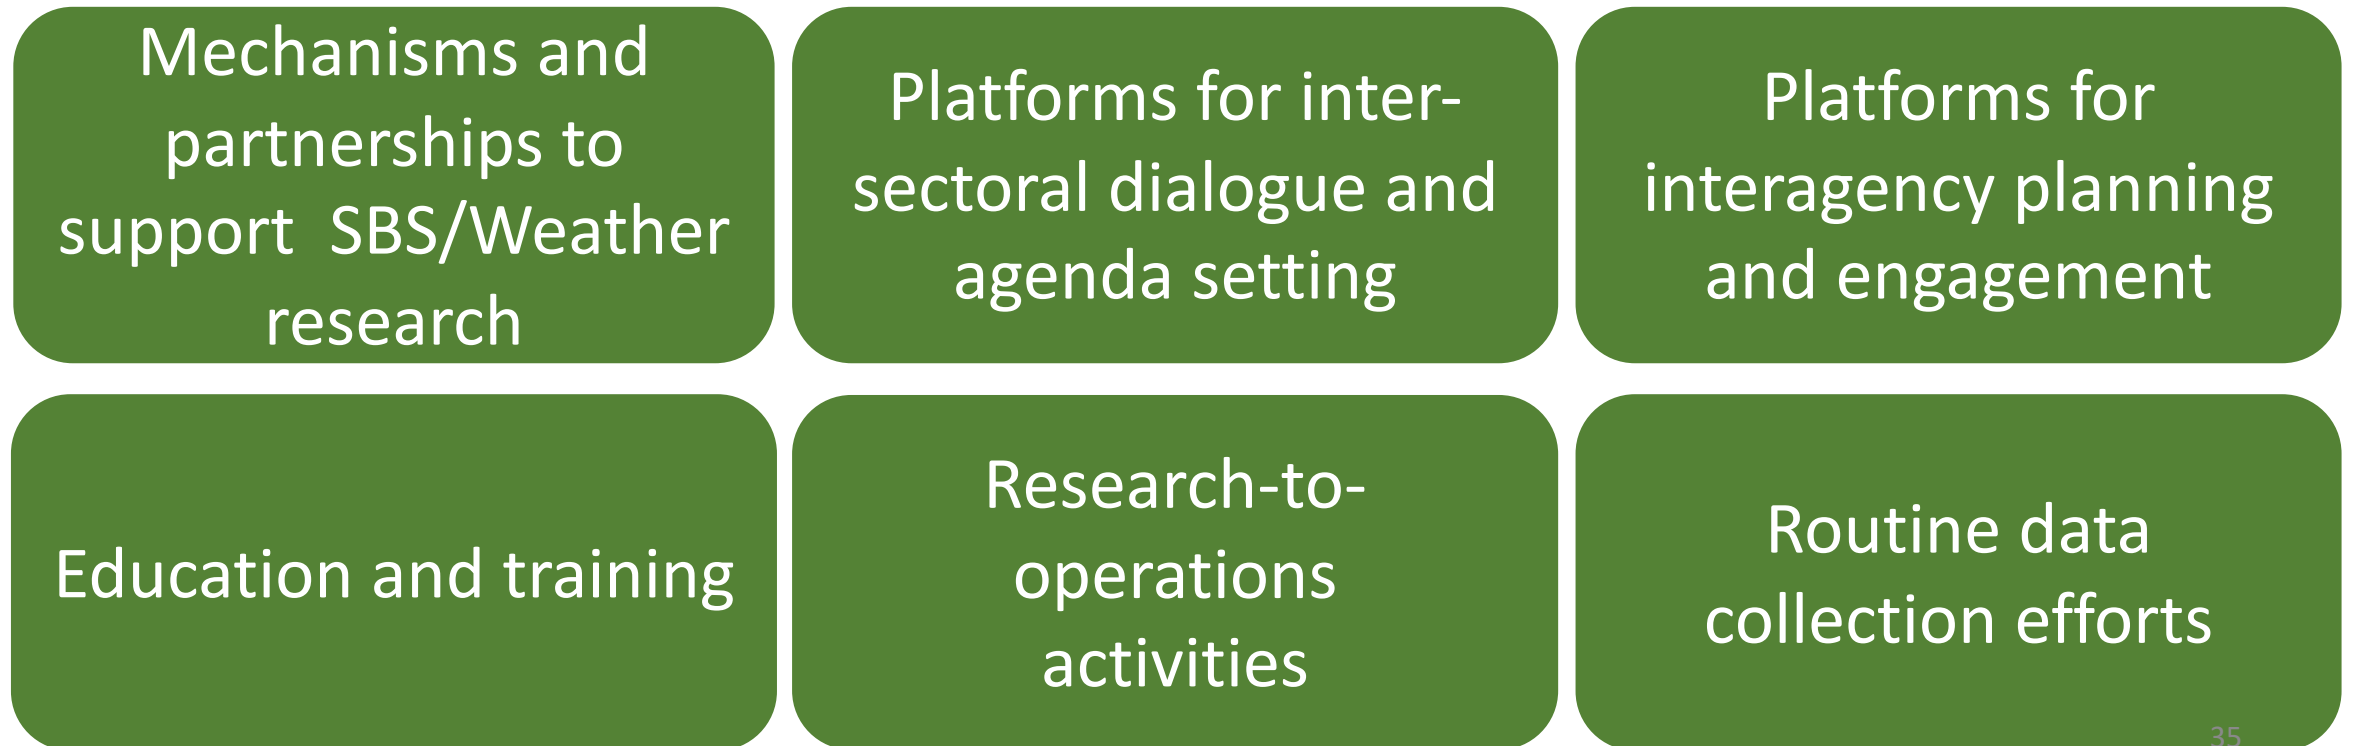 Mechanisms and
partnerships to
support  SBS/Weather
research
Platforms for inter-
sectoral dialogue and
agenda setting
Platforms for
interagency planning
and engagement
Education and training
Research-to-
operations
activities
Routine data
collection efforts
35